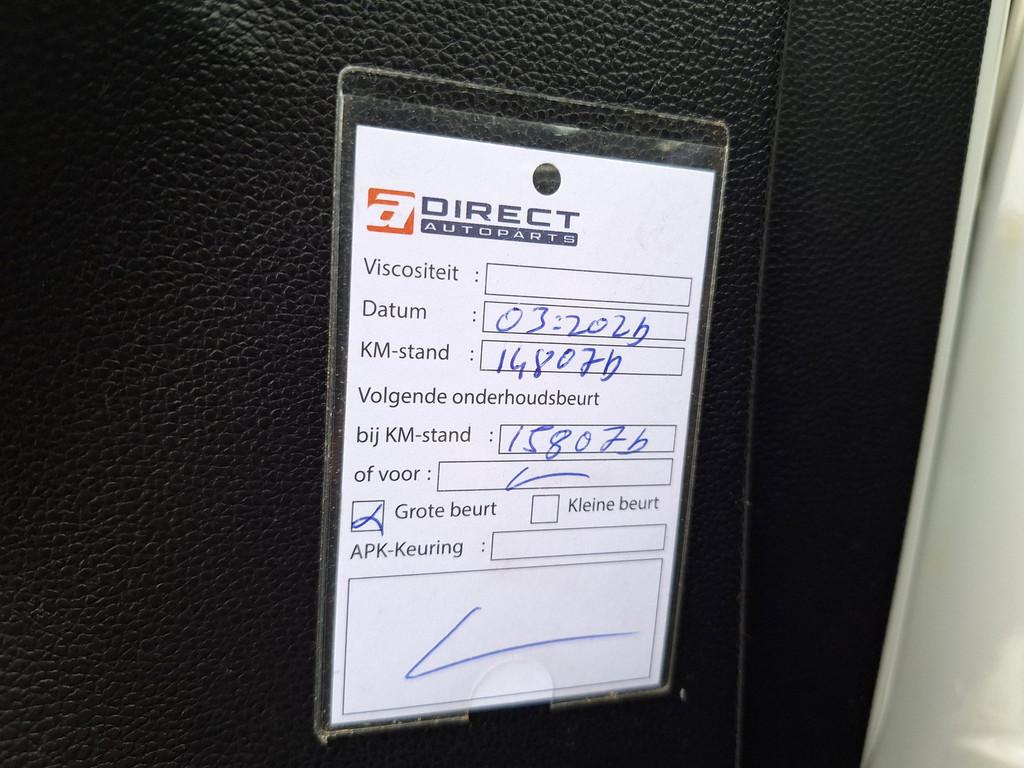 a DIRECT
AUTOPARTS
Viscositeit :
Datum : 03:2026
KM-stand : 148076
Volgende onderhoudsbeurt
bij KM-stand : 158076
of voor :
Grote beurt Kleine beurt
APK-Keuring :